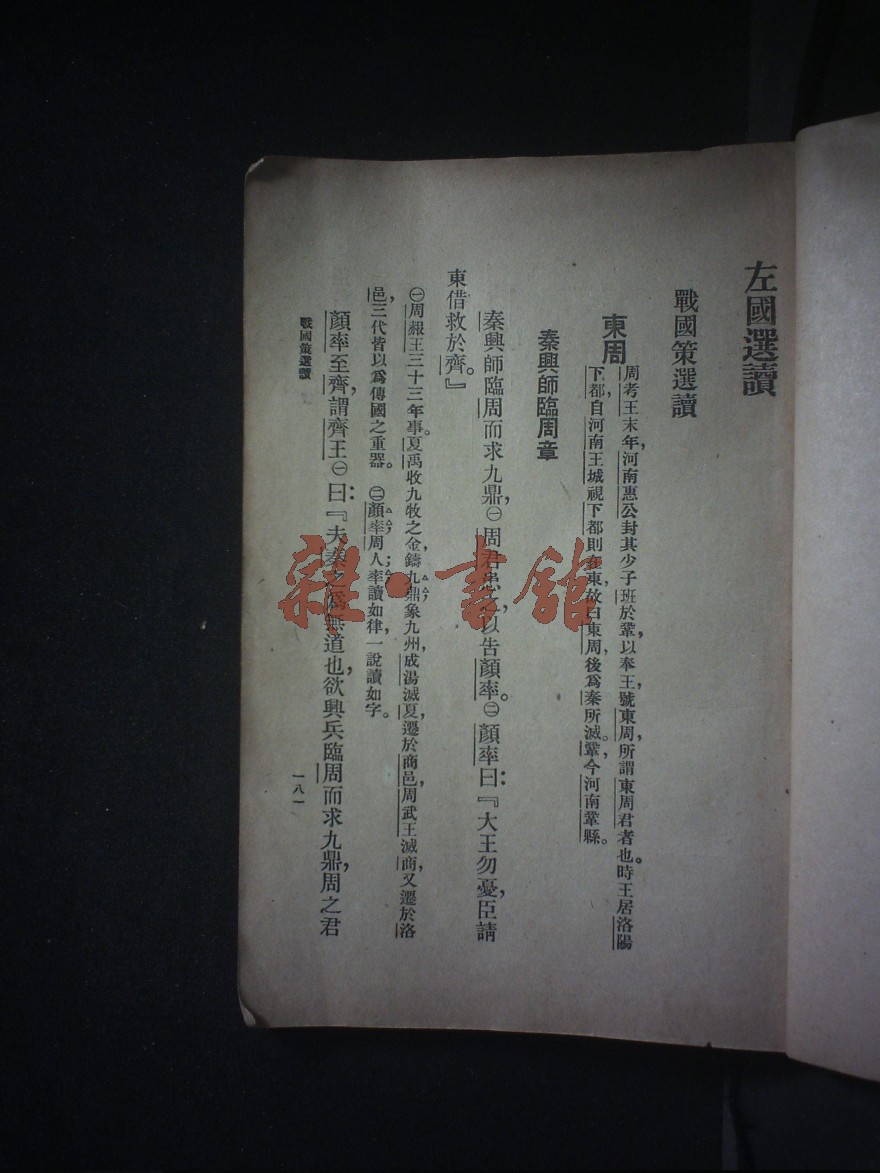 左國選讀
戰國策選讀
東周
周考王末年，河南惠公封其少子班於鞏，以奉王，號東周，所謂東周君者也。時王居洛陽
下都，自河南王城視下都則在東，故曰東周，後爲秦所滅。鞏，今河南鞏縣。
秦興師臨周章
秦興師臨周而求九鼎，㊀周君患之，以告顏率。㊁顏率曰：『大王勿憂，臣請
東借救於齊。』
㊀周赧王三十三年事。夏禹收九牧之金，鑄九鼎；象九州，成湯滅夏，遷於商邑，周武王滅商，又遷於洛
邑，三代皆以爲傳國之重器。㊁顏率，周人；率讀如律，一說讀如字。
顏率至齊，謂齊王㊀曰：『夫秦之爲無道也，欲興兵臨周而求九鼎，周之君
戰國策選讀
一八一
雜·書館